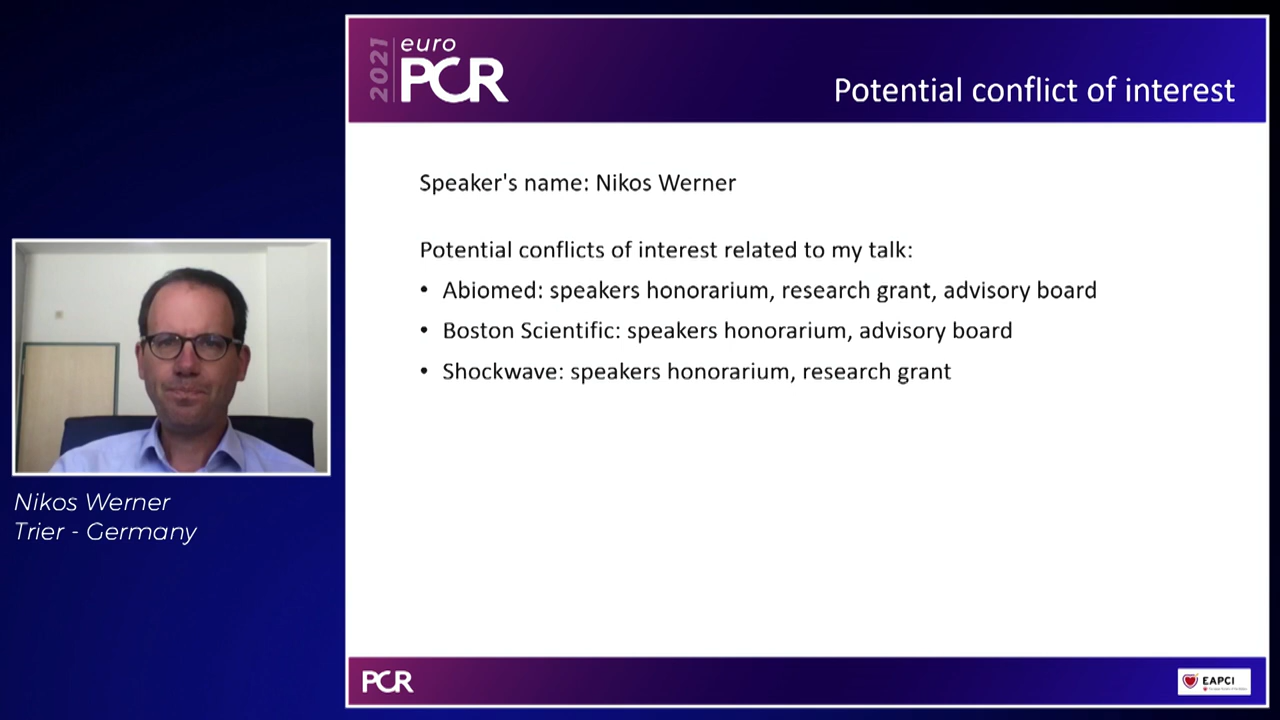 2021
euro
PCR
Potential conflict of interest
Speaker's name: Nikos Werner
Potential conflicts of interest related to my talk:
• Abiomed: speakers honorarium, research grant, advisory board
• Boston Scientific: speakers honorarium, advisory board
• Shockwave: speakers honorarium, research grant
Nikos Werner
Trier - Germany
PCR
EAPCI